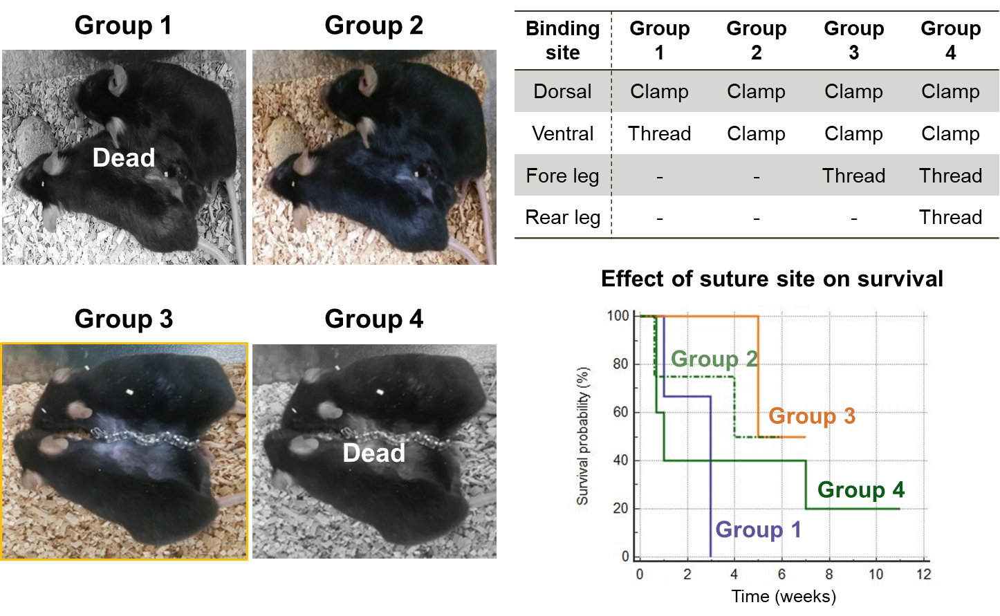 Group 1
Group 2
Dead
Group 3
Group 4
Dead
Binding site Group 1 Group 2 Group 3 Group 4
Dorsal Clamp Clamp Clamp Clamp
Ventral Thread Clamp Clamp Clamp
Fore leg - - Thread Thread
Rear leg - - - Thread
Effect of suture site on survival
Survival probability (%)
100
80
60
40
20
0
Group 2
Group 3
Group 4
Group 1
0 2 4 6 8 10 12
Time (weeks)